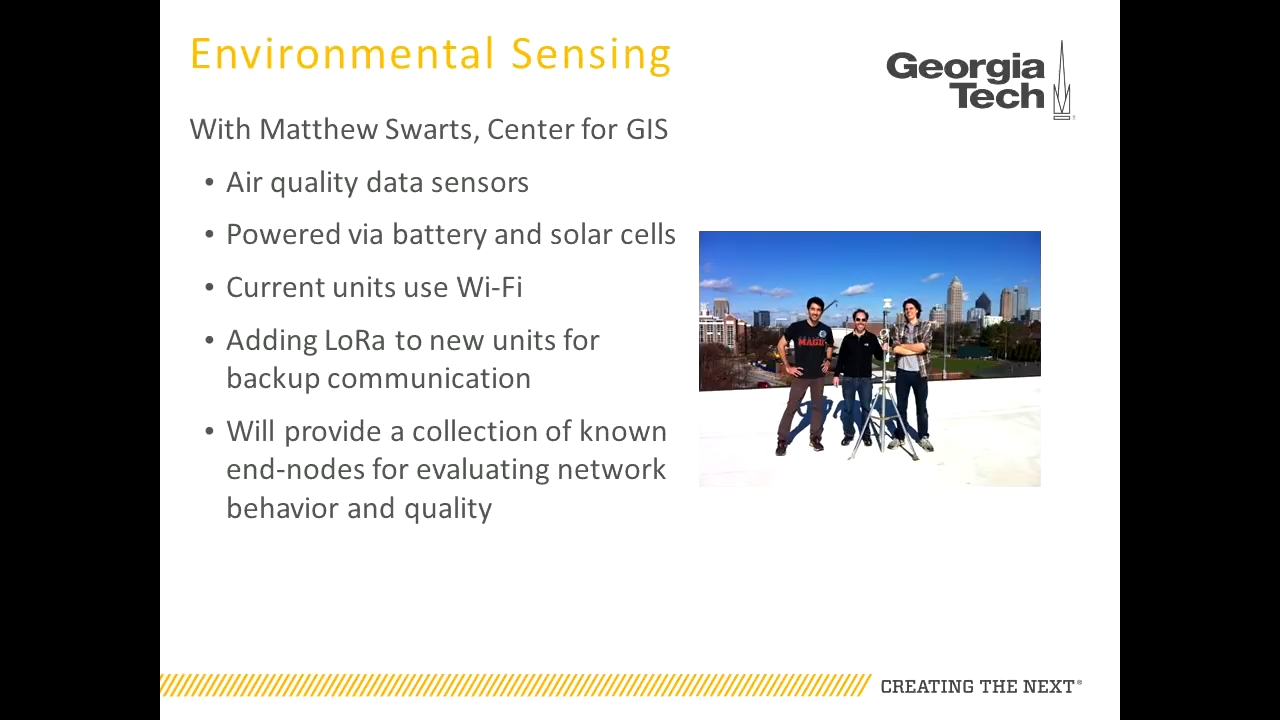 Environmental Sensing
Georgia
Tech
With Matthew Swarts, Center for GIS
• Air quality data sensors
• Powered via battery and solar cells
• Current units use Wi-Fi
• Adding LoRa to new units for
backup communication
• Will provide a collection of known
end-nodes for evaluating network
behavior and quality
MAGIC
CREATING THE NEXT®